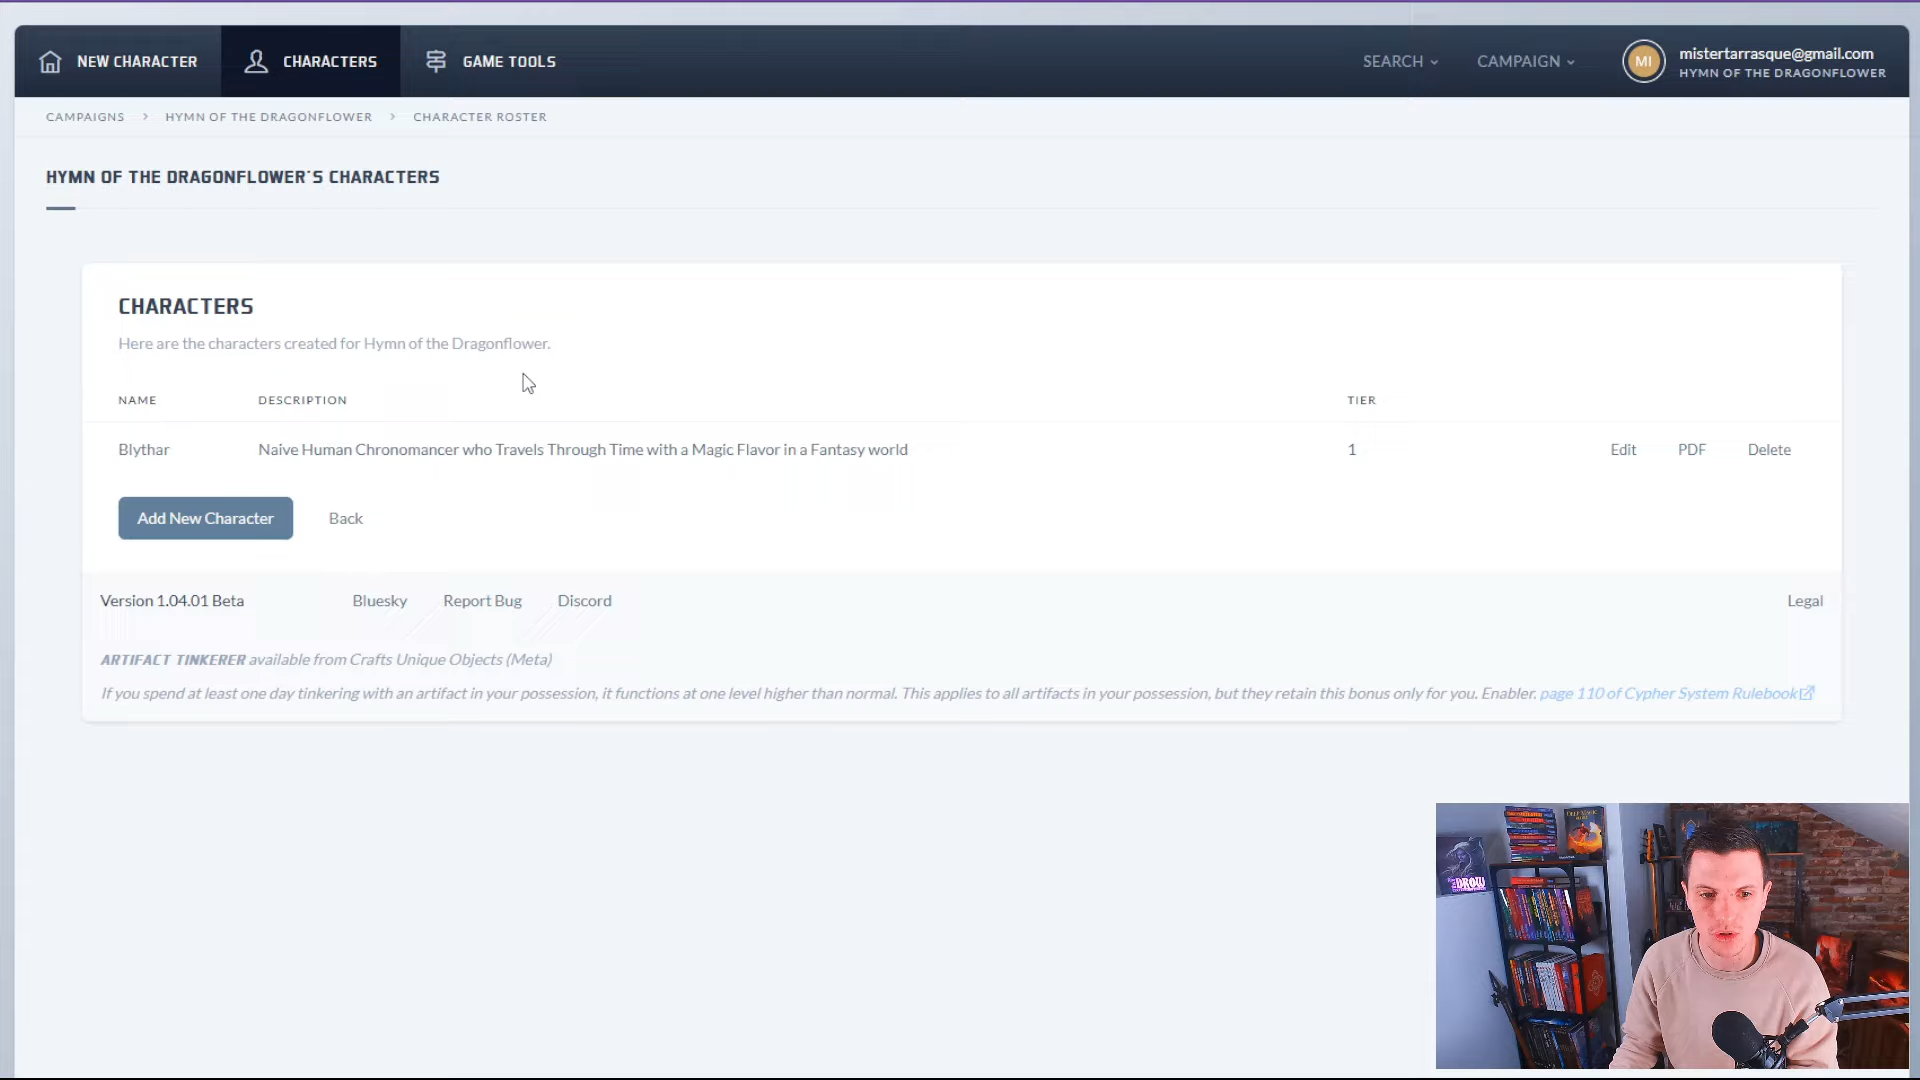 NEW CHARACTER
CHARACTERS
GAME TOOLS
SEARCH
CAMPAIGN
MI
mistertarrasque@gmail.com
HYMN OF THE DRAGONFLOWER
CAMPAIGNS > HYMN OF THE DRAGONFLOWER > CHARACTER ROSTER
HYMN OF THE DRAGONFLOWER'S CHARACTERS
CHARACTERS
Here are the characters created for Hymn of the Dragonflower.
NAME DESCRIPTION TIER
Blythar Naive Human Chronomancer who Travels Through Time with a Magic Flavor in a Fantasy world 1 Edit PDF Delete
Add New Character Back
Version 1.04.01 Beta Bluesky Report Bug Discord Legal
ARTIFACT TINKERER available from Crafts Unique Objects (Meta)
If you spend at least one day tinkering with an artifact in your possession, it functions at one level higher than normal. This applies to all artifacts in your possession, but they retain this bonus only for you. Enabler. page 110 of Cypher System Rulebook
DROW